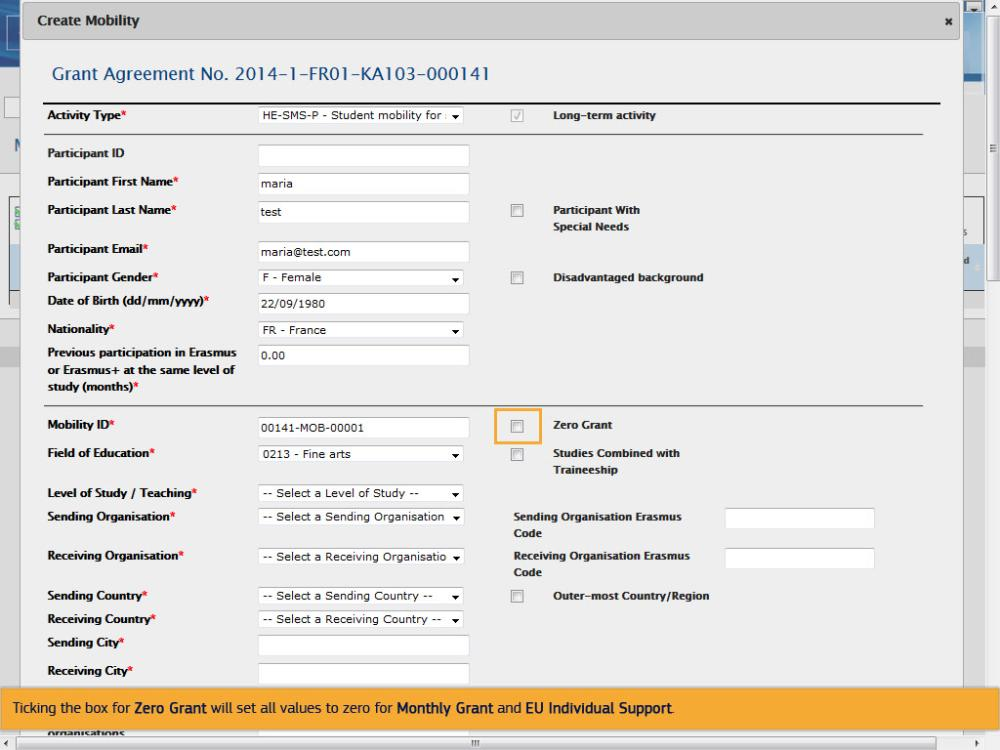 Create Mobility
Grant Agreement No. 2014-1-FR01-KA103-000141
Activity Type* HE-SMS-P - Student mobility for Long-term activity
Participant ID
Participant First Name* maria
Participant Last Name* test Participant With
Special Needs
Participant Email* maria@test.com
Participant Gender* F - Female Disadvantaged background
Date of Birth (dd/mm/yyyy)* 22/09/1980
Nationality* FR - France
Previous participation in Erasmus 0.00
or Erasmus+ at the same level of
study (months)*
Mobility ID* 00141-MOB-00001 Zero Grant
Field of Education* 0213 - Fine arts Studies Combined with
Traineeship
Level of Study / Teaching* -- Select a Level of Study --
Sending Organisation* -- Select a Sending Organisation Sending Organisation Erasmus
Code
Receiving Organisation* -- Select a Receiving Organisatio Receiving Organisation Erasmus
Code
Sending Country* -- Select a Sending Country -- Outer-most Country/Region
Receiving Country* -- Select a Receiving Country --
Sending City*
Receiving City*
Ticking the box for Zero Grant will set all values to zero for Monthly Grant and EU Individual Support.
organisations